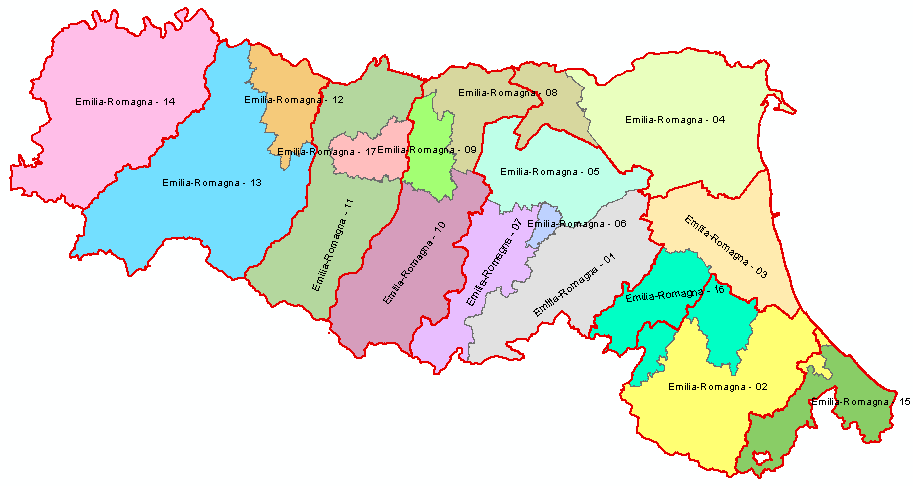 Emilia-Romagna - 14
Emilia-Romagna - 12
Emilia-Romagna - 08
Emilia-Romagna - 04
Emilia-Romagna - 17
Emilia-Romagna - 09
Emilia-Romagna - 13
Emilia-Romagna - 05
Emilia-Romagna - 11
Emilia-Romagna - 10
Emilia-Romagna - 07
Emilia-Romagna - 06
Emilia-Romagna - 03
Emilia-Romagna - 01
Emilia-Romagna - 16
Emilia-Romagna - 02
Emilia-Romagna - 15